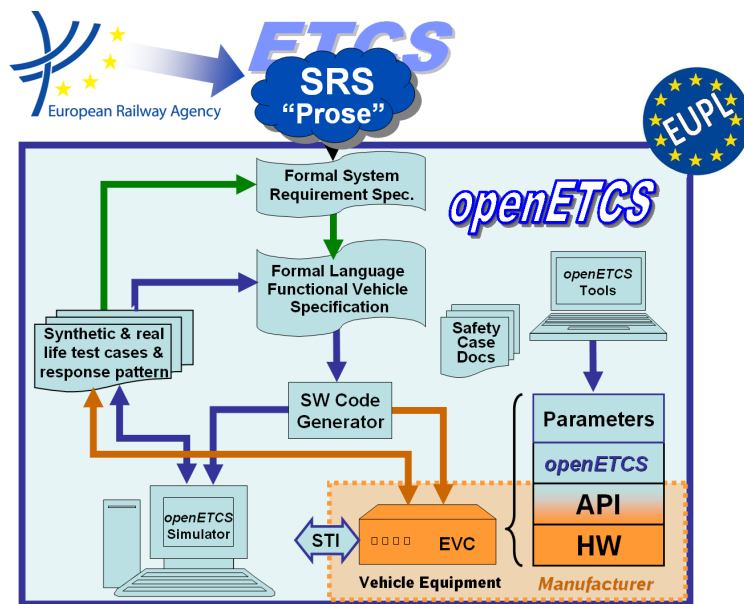 ETCS
European Railway Agency
SRS
“Prose”
EUPL
Formal System
Requirement Spec.
openETCS
Formal Language
Functional Vehicle
Specification
openETCS
Tools
Synthetic & real
life test cases &
response pattern
Safety
Case
Docs
SW Code
Generator
Parameters
openETCS
API
HW
openETCS
Simulator
STI
EVC
Vehicle Equipment
Manufacturer